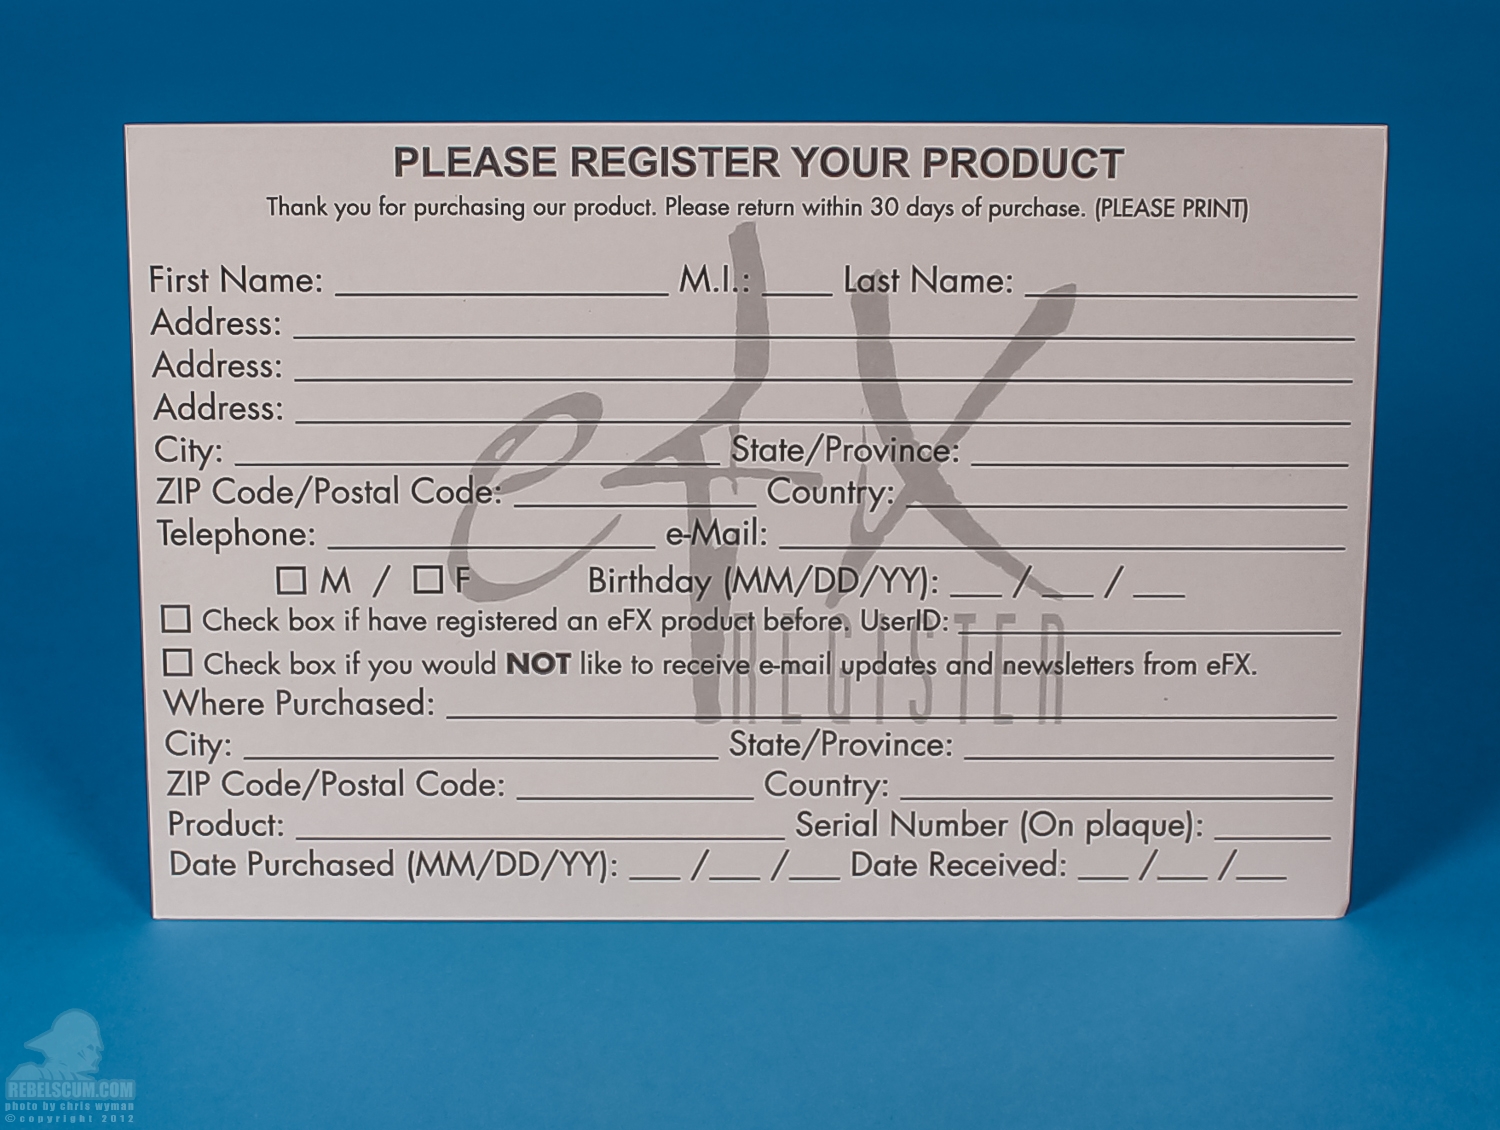 PLEASE REGISTER YOUR PRODUCT
Thank you for purchasing our product. Please return within 30 days of purchase. (PLEASE PRINT)
First Name: M.I.: Last Name:
Address:
Address:
Address:
City: State/Province:
ZIP Code/Postal Code: Country:
Telephone: e-Mail:
M / F Birthday (MM/DD/YY): / /
Check box if have registered an eFX product before. UserID:
Check box if you would NOT like to receive e-mail updates and newsletters from eFX.
Where Purchased:
City: State/Province:
ZIP Code/Postal Code: Country:
Product: Serial Number (On plaque):
Date Purchased (MM/DD/YY): / / Date Received: / /
eFX
REGISTER
REBELSCUM.COM
photo by chris wyman
©copyright 2012